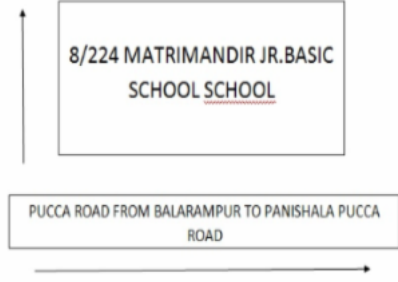 8/224 MATRIMANDIR JR.BASIC
SCHOOL SCHOOL
PUCCA ROAD FROM BALARAMPUR TO PANISHALA PUCCA
ROAD